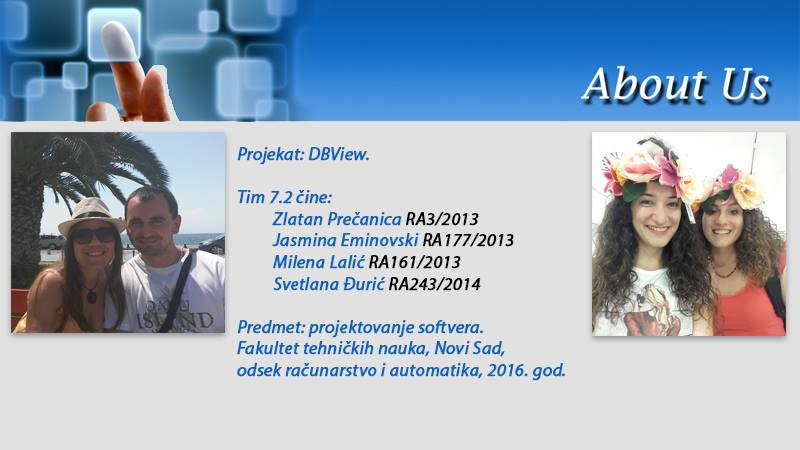 About Us
Projekat: DBView.
Tim 7.2 čine:
Zlatan Prečanica RA3/2013
Jasmina Eminovski RA177/2013
Milena Lalić RA161/2013
Svetlana Đurić RA243/2014
Predmet: projektovanje softvera.
Fakultet tehničkih nauka, Novi Sad,
odsek računarstvo i automatika, 2016. god.
ISLAND